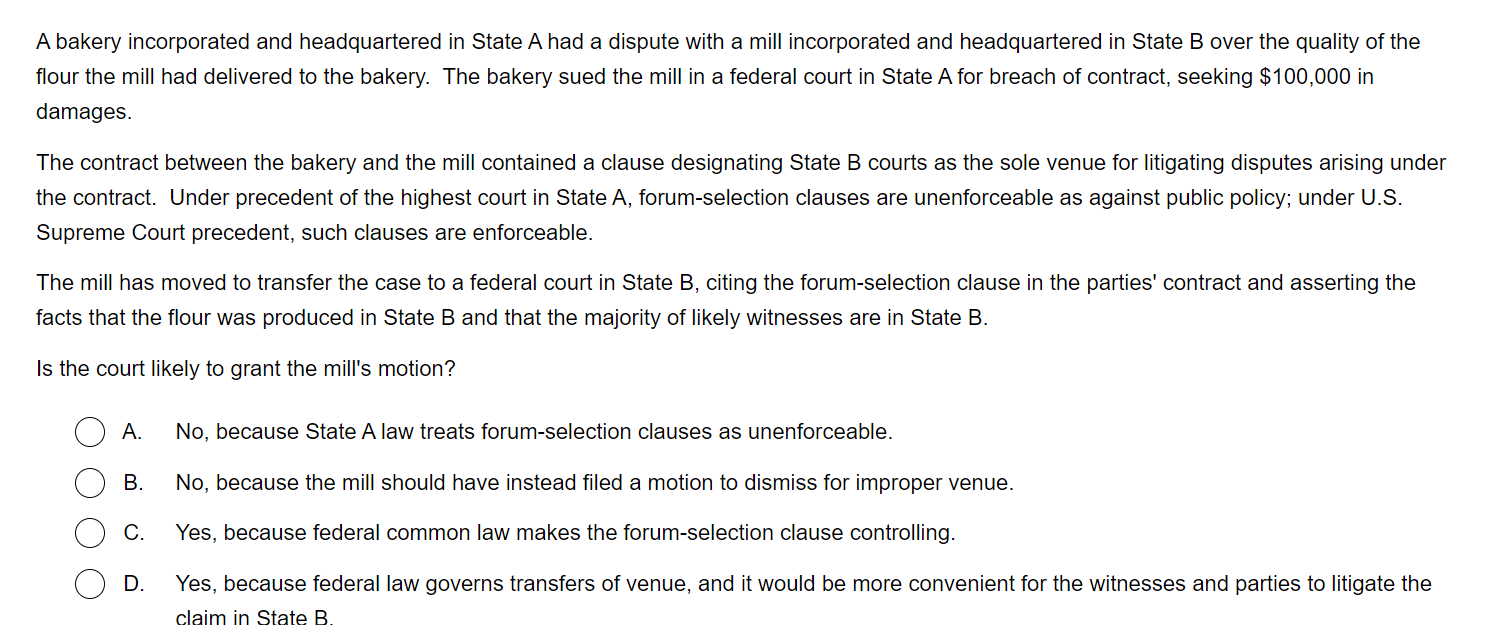 A bakery incorporated and headquartered in State A had a dispute with a mill incorporated and headquartered in State B over the quality of the
flour the mill had delivered to the bakery.  The bakery sued the mill in a federal court in State A for breach of contract, seeking $100,000 in
damages.
The contract between the bakery and the mill contained a clause designating State B courts as the sole venue for litigating disputes arising under
the contract.  Under precedent of the highest court in State A, forum-selection clauses are unenforceable as against public policy; under U.S.
Supreme Court precedent, such clauses are enforceable.
The mill has moved to transfer the case to a federal court in State B, citing the forum-selection clause in the parties' contract and asserting the
facts that the flour was produced in State B and that the majority of likely witnesses are in State B.
Is the court likely to grant the mill's motion?
A. No, because State A law treats forum-selection clauses as unenforceable.
B. No, because the mill should have instead filed a motion to dismiss for improper venue.
C. Yes, because federal common law makes the forum-selection clause controlling.
D. Yes, because federal law governs transfers of venue, and it would be more convenient for the witnesses and parties to litigate the
claim in State B.